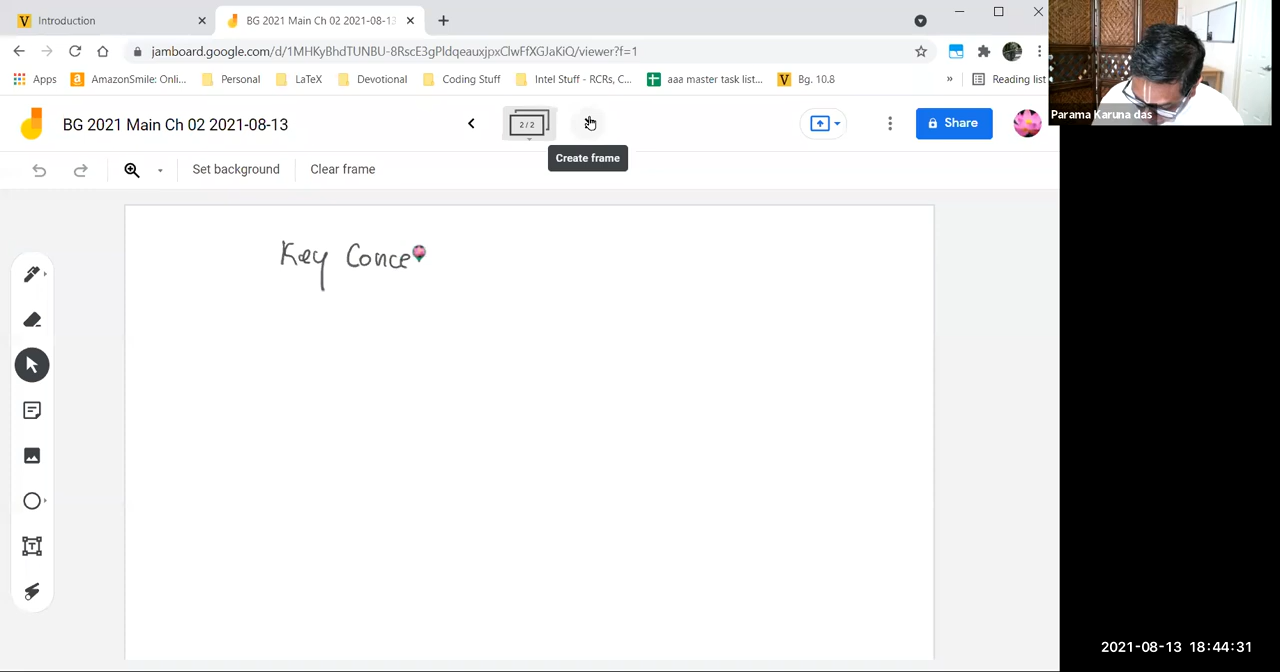 Introduction
BG 2021 Main Ch 02 2021-08-13
jamboard.google.com/d/1MHKyBhdTUNBU-8RscE3gPldqeauxjpxClwFfXGJaKiQ/viewer?f=1
Apps AmazonSmile: Onli... Personal LaTeX Devotional Coding Stuff Intel Stuff - RCRs, C... aaa master task list... Bg. 10.8 » Reading list
Parama Karuna das
BG 2021 Main Ch 02 2021-08-13 2 / 2 Share
Create frame
Set background Clear frame
Key Conce
2021-08-13 18:44:31